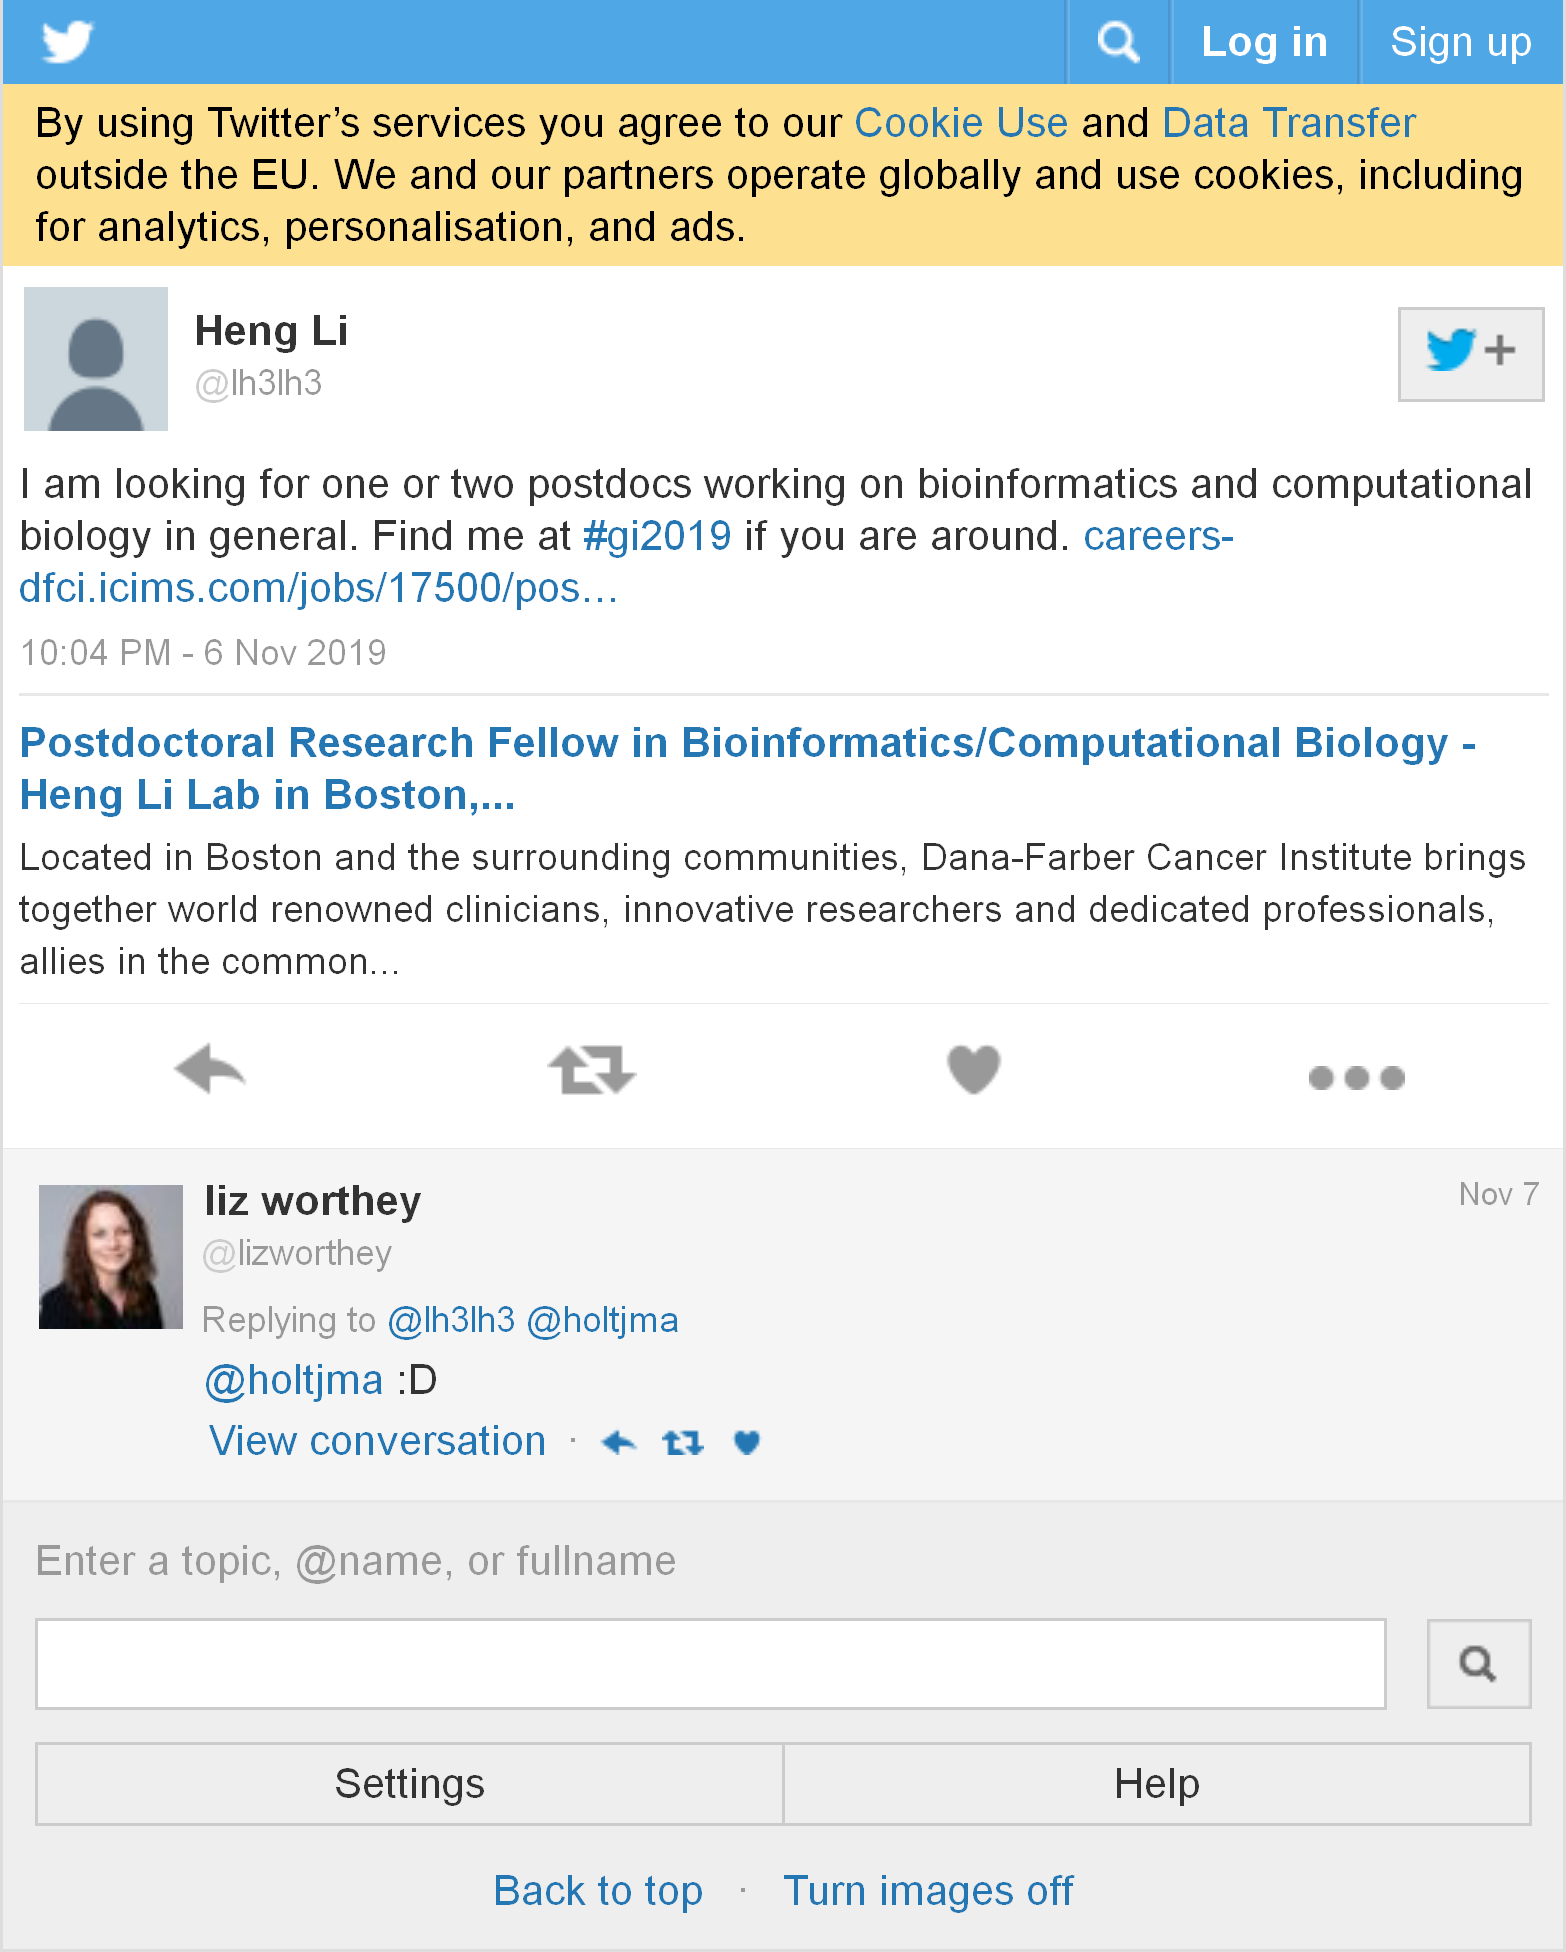 Log in
Sign up
By using Twitter’s services you agree to our Cookie Use and Data Transfer
outside the EU. We and our partners operate globally and use cookies, including
for analytics, personalisation, and ads.
Heng Li
@lh3lh3
I am looking for one or two postdocs working on bioinformatics and computational
biology in general. Find me at #gi2019 if you are around. careers-
dfci.icims.com/jobs/17500/pos…
10:04 PM - 6 Nov 2019
Postdoctoral Research Fellow in Bioinformatics/Computational Biology -
Heng Li Lab in Boston,...
Located in Boston and the surrounding communities, Dana-Farber Cancer Institute brings
together world renowned clinicians, innovative researchers and dedicated professionals,
allies in the common...
liz worthey
Nov 7
@lizworthey
Replying to @lh3lh3 @holtjma
@holtjma :D
View conversation ·
Enter a topic, @name, or fullname
Settings
Help
Back to top · Turn images off